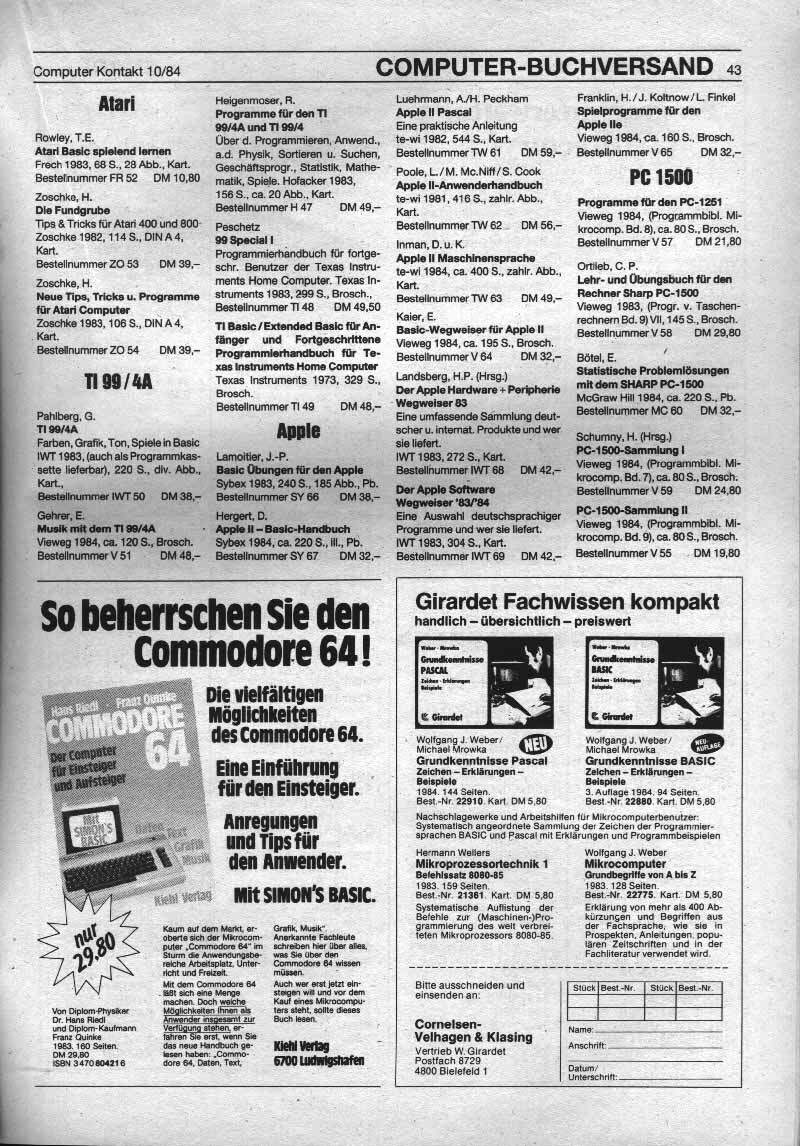 Computer Kontakt 10/84
COMPUTER-BUCHVERSAND 43
Atari
Rowley, T.E.
Atari Basic spielend lernen
Frech 1983, 68 S., 28 Abb., Kart.
Bestellnummer FR 52 DM 10,80
Zoschke, H.
Die Fundgrube
Tips & Tricks für Atari 400 und 800
Zoschke 1982, 114 S., DIN A 4,
Kart.
Bestellnummer ZO 53 DM 39,–
Zoschke, H.
Neue Tips, Tricks u. Programme
für Atari Computer
Zoschke 1983, 106 S., DIN A 4,
Kart.
Bestellnummer ZO 54 DM 39,–
TI 99/4A
Pahlberg, G.
TI 99/4A
Farben, Grafik, Ton, Spiele in Basic
IWT 1983, (auch als Programmkas-
sette lieferbar), 220 S., div. Abb.,
Kart.,
Bestellnummer IWT 50 DM 38,–
Gehrer, E.
Musik mit dem TI 99/4A
Vieweg 1984, ca. 120 S., Brosch.
Bestellnummer V 51 DM 48,–
Heigenmoser, R.
Programme für den TI
99/4A und TI 99/4
Über d. Programmieren, Anwend.,
a.d. Physik, Sortieren u. Suchen,
Geschäftsprogr., Statistik, Mathe-
matik, Spiele. Hofacker 1983,
156 S., ca. 20 Abb., Kart.
Bestellnummer H 47 DM 49,–
Peschetz
99 Special I
Programmierhandbuch für fortge-
schr. Benutzer der Texas Instru-
ments Home Computer. Texas In-
struments 1983, 299 S., Brosch.,
Bestellnummer TI 48 DM 49,50
TI Basic/Extended Basic für An-
fänger und Fortgeschrittene
Programmierhandbuch für Te-
xas Instruments Home Computer
Texas Instruments 1973, 329 S.,
Brosch.
Bestellnummer TI 49 DM 48,–
Apple
Lamoitier, J.-P.
Basic Übungen für den Apple
Sybex 1983, 240 S., 185 Abb., Pb.
Bestellnummer SY 66 DM 38,–
Hergert, D.
Apple II – Basic-Handbuch
Sybex 1984, ca. 220 S., Ill., Pb.
Bestellnummer SY 67 DM 32,–
Luehrmann, A./H. Peckham
Apple II Pascal
Eine praktische Anleitung
te-wi 1982, 544 S., Kart.
Bestellnummer TW 61 DM 59,–
Poole, L./M. Mc.Niff/S. Cook
Apple II-Anwenderhandbuch
te-wi 1981, 416 S., zahlr. Abb.,
Kart.
Bestellnummer TW 62 DM 56,–
Inman, D. u. K.
Apple II Maschinensprache
te-wi 1984, ca. 400 S., zahlr. Abb.,
Kart.
Bestellnummer TW 63 DM 49,–
Kaier, E.
Basic-Wegweiser für Apple II
Vieweg 1984, ca. 195 S., Brosch.
Bestellnummer V 64 DM 32,–
Landsberg, H.P. (Hrsg.)
Der Apple Hardware + Peripherie
Wegweiser 83
Eine umfassende Sammlung deut-
scher u. internat. Produkte und wer
sie liefert.
IWT 1983, 272 S., Kart.
Bestellnummer IWT 68 DM 42,–
Der Apple Software
Wegweiser '83/'84
Eine Auswahl deutschsprachiger
Programme und wer sie liefert.
IWT 1983, 304 S., Kart.
Bestellnummer IWT 69 DM 42,–
Franklin, H./J. Koltnow/L. Finkel
Spielprogramme für den
Apple IIe
Vieweg 1984, ca. 160 S., Brosch.
Bestellnummer V 65 DM 32,–
PC 1500
Programme für den PC-1251
Vieweg 1984, (Programmbibl. Mi-
krocomp. Bd. 8), ca. 80 S., Brosch.
Bestellnummer V 57 DM 21,80
Ortlieb, C. P.
Lehr- und Übungsbuch für den
Rechner Sharp PC-1500
Vieweg 1983, (Progr. v. Taschen-
rechnern Bd. 9) VII, 145 S., Brosch.
Bestellnummer V 58 DM 29,80
Bötel, E.
Statistische Problemlösungen
mit dem SHARP PC-1500
McGraw Hill 1984, ca. 220 S., Pb.
Bestellnummer MC 60 DM 32,–
Schumny, H. (Hrsg.)
PC-1500-Sammlung I
Vieweg 1984, (Programmbibl. Mi-
krocomp. Bd. 7), ca. 80 S., Brosch.
Bestellnummer V 59 DM 24,80
PC-1500-Sammlung II
Vieweg 1984, (Programmbibl. Mi-
krocomp. Bd. 9), ca. 80 S., Brosch.
Bestellnummer V 55 DM 19,80
So beherrschen Sie den
Commodore 64!
Hans Riedl Franz Quinke
COMMODORE
64
Der Computer
für Einsteiger
und Aufsteiger
Mit
SIMON'S
BASIC
Daten
Text
Grafik
Musik
Kiehl Verlag
nur
29.80
Die vielfältigen
Möglichkeiten
des Commodore 64.
Eine Einführung
für den Einsteiger.
Anregungen
und Tips für
den Anwender.
Mit SIMON'S BASIC.
Von Diplom-Physiker
Dr. Hans Riedl
und Diplom-Kaufmann
Franz Quinke
1983. 160 Seiten.
DM 29,80
ISBN 3 470 80421 6
Kaum auf dem Markt, er-
oberte sich der Mikrocom-
puter „Commodore 64" im
Sturm die Anwendungsbe-
reiche Arbeitsplatz, Unter-
richt und Freizeit.
Mit dem Commodore 64
läßt sich eine Menge
machen. Doch welche
Möglichkeiten Ihnen als
Anwender insgesamt zur
Verfügung stehen, er-
fahren Sie erst, wenn Sie
das neue Handbuch ge-
lesen haben: „Commo-
dore 64, Daten, Text,
Grafik, Musik".
Anerkannte Fachleute
schreiben hier über alles,
was Sie über den
Commodore 64 wissen
müssen.
Auch wer erst jetzt ein-
steigen will und vor dem
Kauf eines Mikrocompu-
ters steht, sollte dieses
Buch lesen.
Kiehl Verlag
6700 Ludwigshafen
Girardet Fachwissen kompakt
handlich – übersichtlich – preiswert
Weber · Mrowka
Grundkenntnisse
PASCAL
Zeichen · Erklärungen
Beispiele
Girardet
Weber · Mrowka
Grundkenntnisse
BASIC
Zeichen · Erklärungen
Beispiele
Girardet
Wolfgang J. Weber/
Michael Mrowka
NEU
Grundkenntnisse Pascal
Zeichen – Erklärungen –
Beispiele
1984. 144 Seiten.
Best.-Nr. 22910. Kart. DM 5,80
Wolfgang J. Weber/
Michael Mrowka
NEU-
AUFLAGE
Grundkenntnisse BASIC
Zeichen – Erklärungen –
Beispiele
3. Auflage 1984. 94 Seiten.
Best.-Nr. 22880. Kart. DM 5,80
Nachschlagewerke und Arbeitshilfen für Mikrocomputerbenutzer:
Systematisch angeordnete Sammlung der Zeichen der Programmier-
sprachen BASIC und Pascal mit Erklärungen und Programmbeispielen
Hermann Wellers
Mikroprozessortechnik 1
Befehlssatz 8080-85
1983. 159 Seiten.
Best.-Nr. 21361. Kart. DM 5,80
Systematische Auflistung der
Befehle zur (Maschinen-)Pro-
grammierung des welt verbrei-
teten Mikroprozessors 8080-85.
Wolfgang J. Weber
Mikrocomputer
Grundbegriffe von A bis Z
1983. 128 Seiten.
Best.-Nr. 22775. Kart. DM 5,80
Erklärung von mehr als 400 Ab-
kürzungen und Begriffen aus
der Fachsprache, wie sie in
Prospekten, Anleitungen, popu-
lären Zeitschriften und in der
Fachliteratur verwendet wird.
Bitte ausschneiden und
einsenden an:
Cornelsen-
Velhagen & Klasing
Vertrieb W. Girardet
Postfach 8729
4800 Bielefeld 1
Stück Best.-Nr. Stück Best.-Nr.
Name:
Anschrift:
Datum/
Unterschrift: